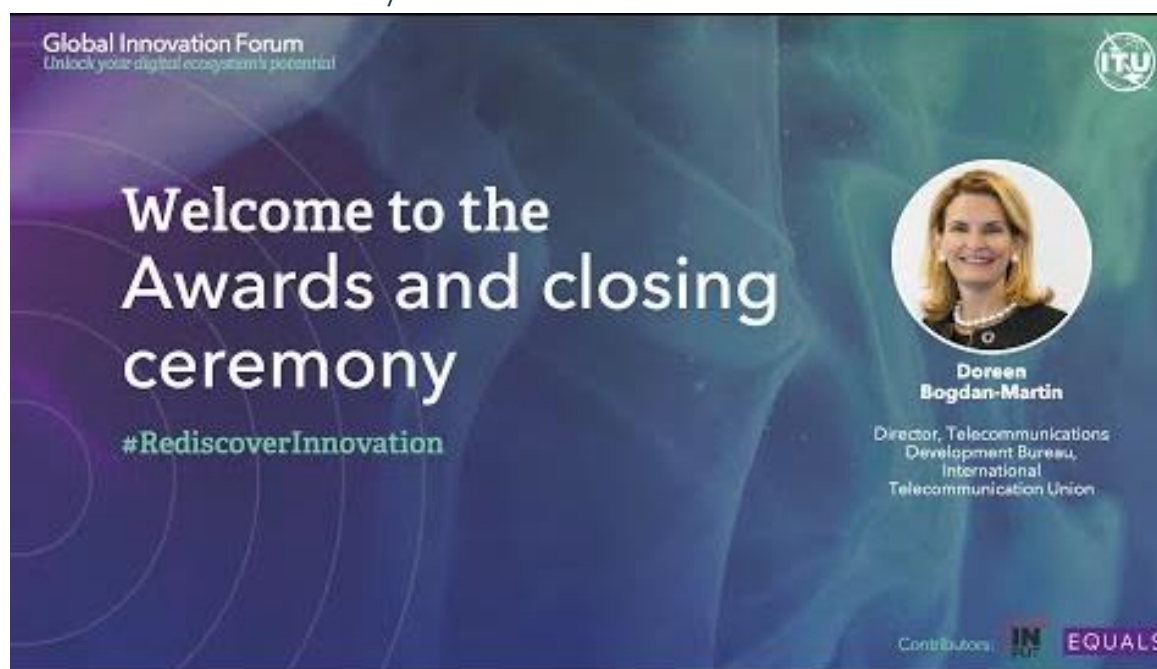 Global Innovation Forum
Unlock your digital ecosystem's potential
ITU
Welcome to the
Awards and closing
ceremony
#RediscoverInnovation
Doreen
Bogdan-Martin
Director, Telecommunications
Development Bureau,
International
Telecommunication Union
Contributors:
IN
EQUALS